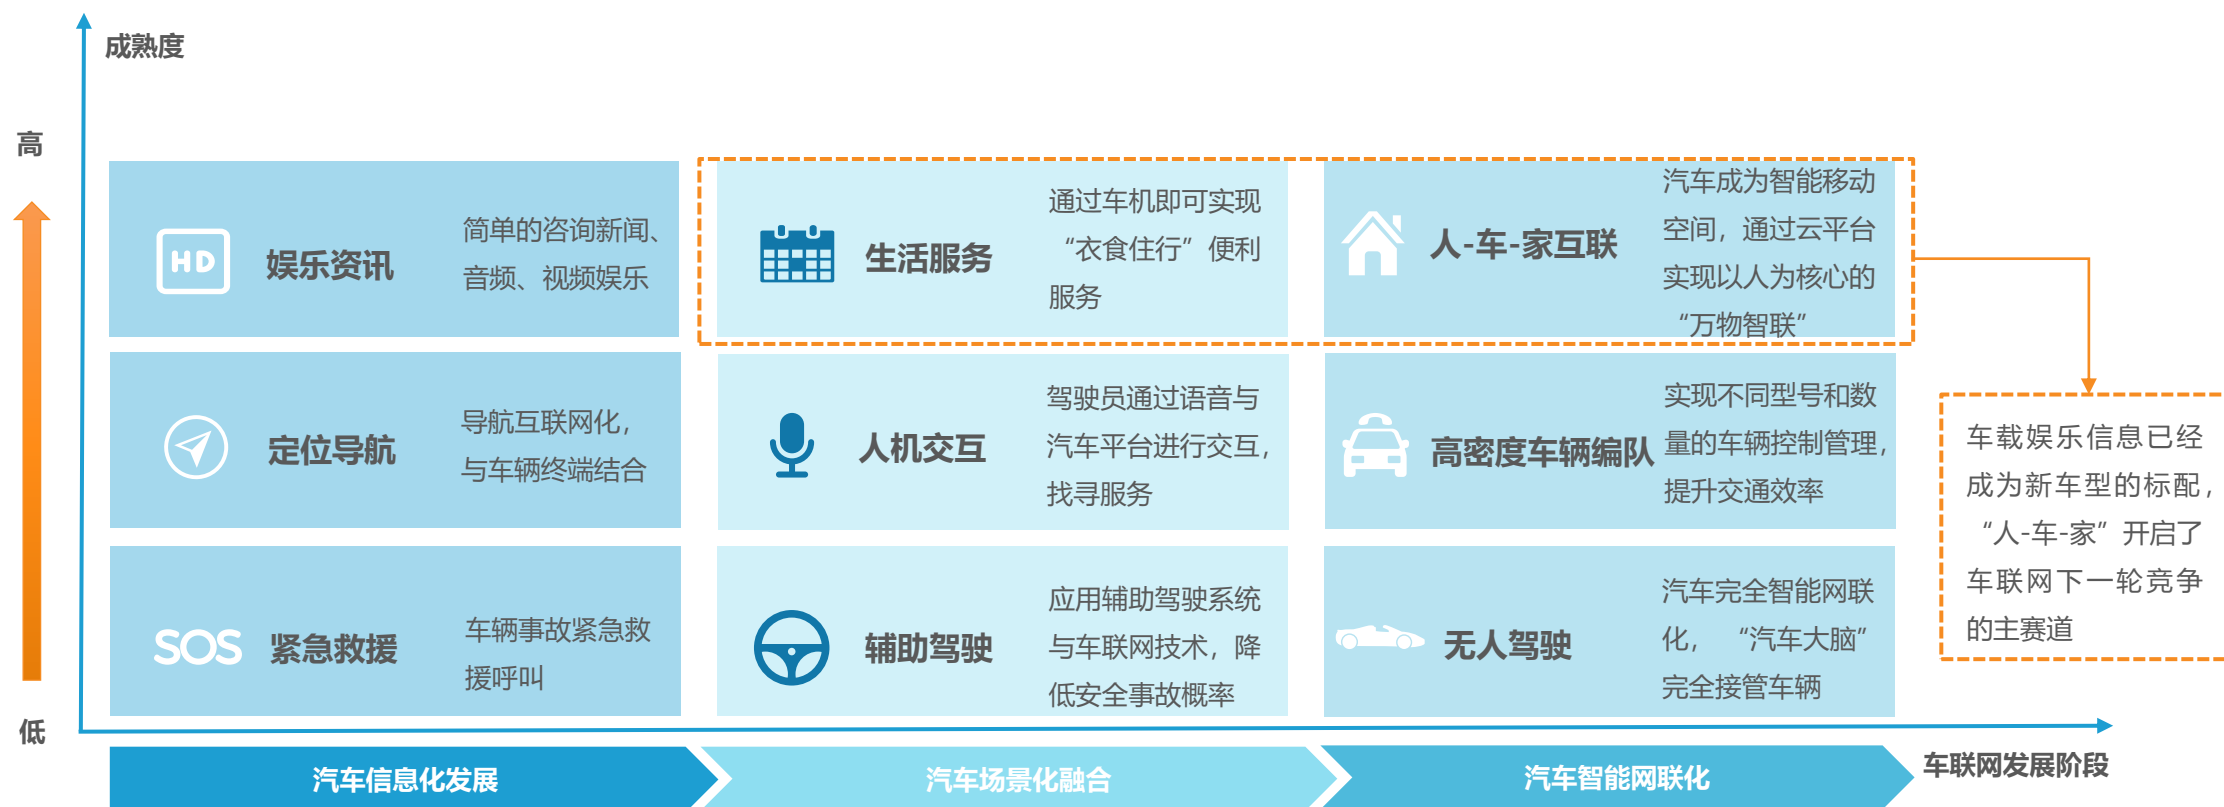 成熟度
高
低
HD
娱乐资讯
简单的咨询新闻、
音频、视频娱乐
生活服务
通过车机即可实现
“衣食住行”便利
服务
人-车-家互联
汽车成为智能移动
空间，通过云平台
实现以人为核心的
“万物智联”
定位导航
导航互联网化，
与车辆终端结合
人机交互
驾驶员通过语音与
汽车平台进行交互，
找寻服务
高密度车辆编队
实现不同型号和数
量的车辆控制管理，
提升交通效率
车载娱乐信息已经
成为新车型的标配，
“人-车-家”开启了
车联网下一轮竞争
的主赛道
SOS
紧急救援
车辆事故紧急救
援呼叫
辅助驾驶
应用辅助驾驶系统
与车联网技术，降
低安全事故概率
无人驾驶
汽车完全智能网联
化，“汽车大脑”
完全接管车辆
汽车信息化发展
汽车场景化融合
汽车智能网联化
车联网发展阶段